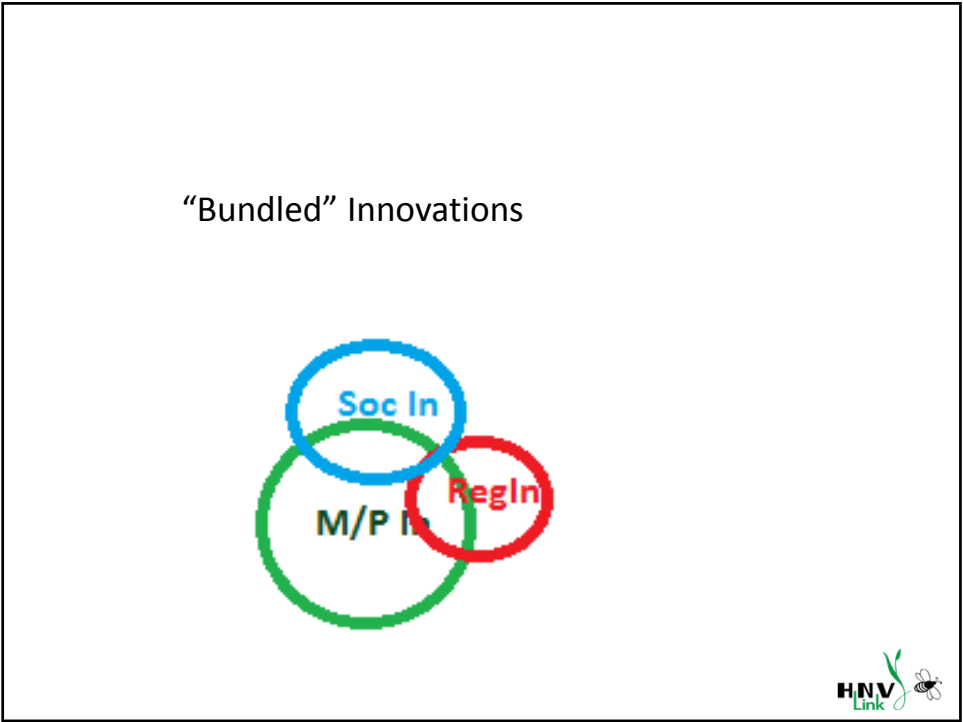 “Bundled” Innovations
Soc In
RegIn
M/P In
HNV
Link